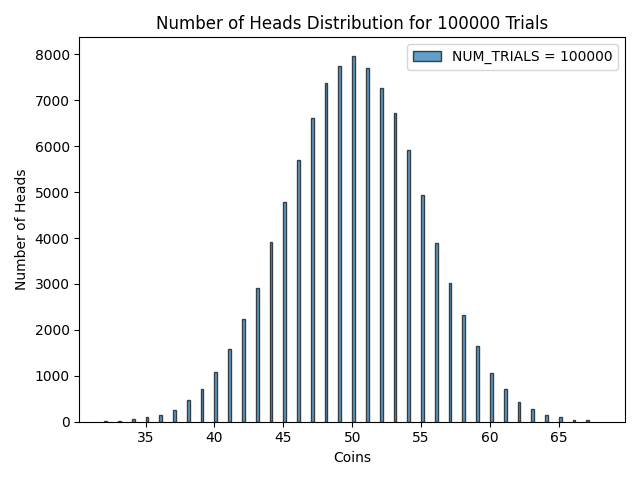 Number of Heads Distribution for 100000 Trials
NUM_TRIALS = 100000
Number of Heads
8000
7000
6000
5000
4000
3000
2000
1000
0
35 40 45 50 55 60 65
Coins